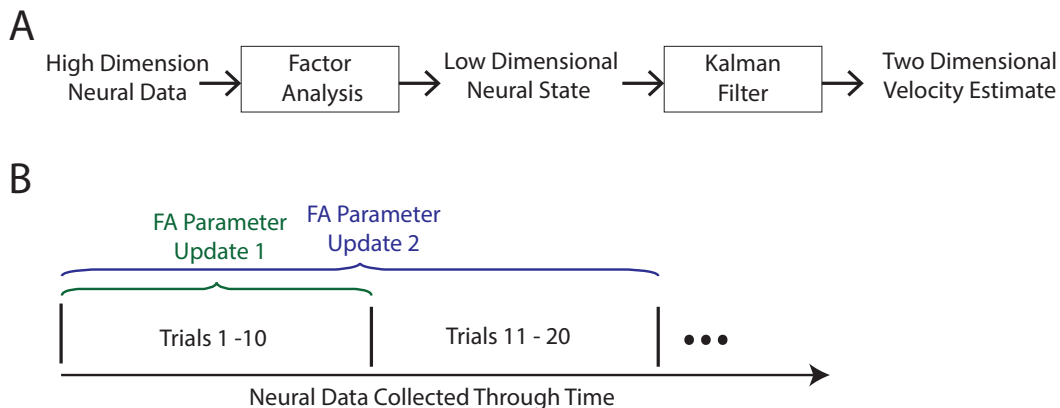 A
High Dimension
Neural Data
Factor
Analysis
Low Dimensional
Neural State
Kalman
Filter
Two Dimensional
Velocity Estimate
B
FA Parameter
Update 1
FA Parameter
Update 2
Trials 1 -10
Trials 11 - 20
Neural Data Collected Through Time